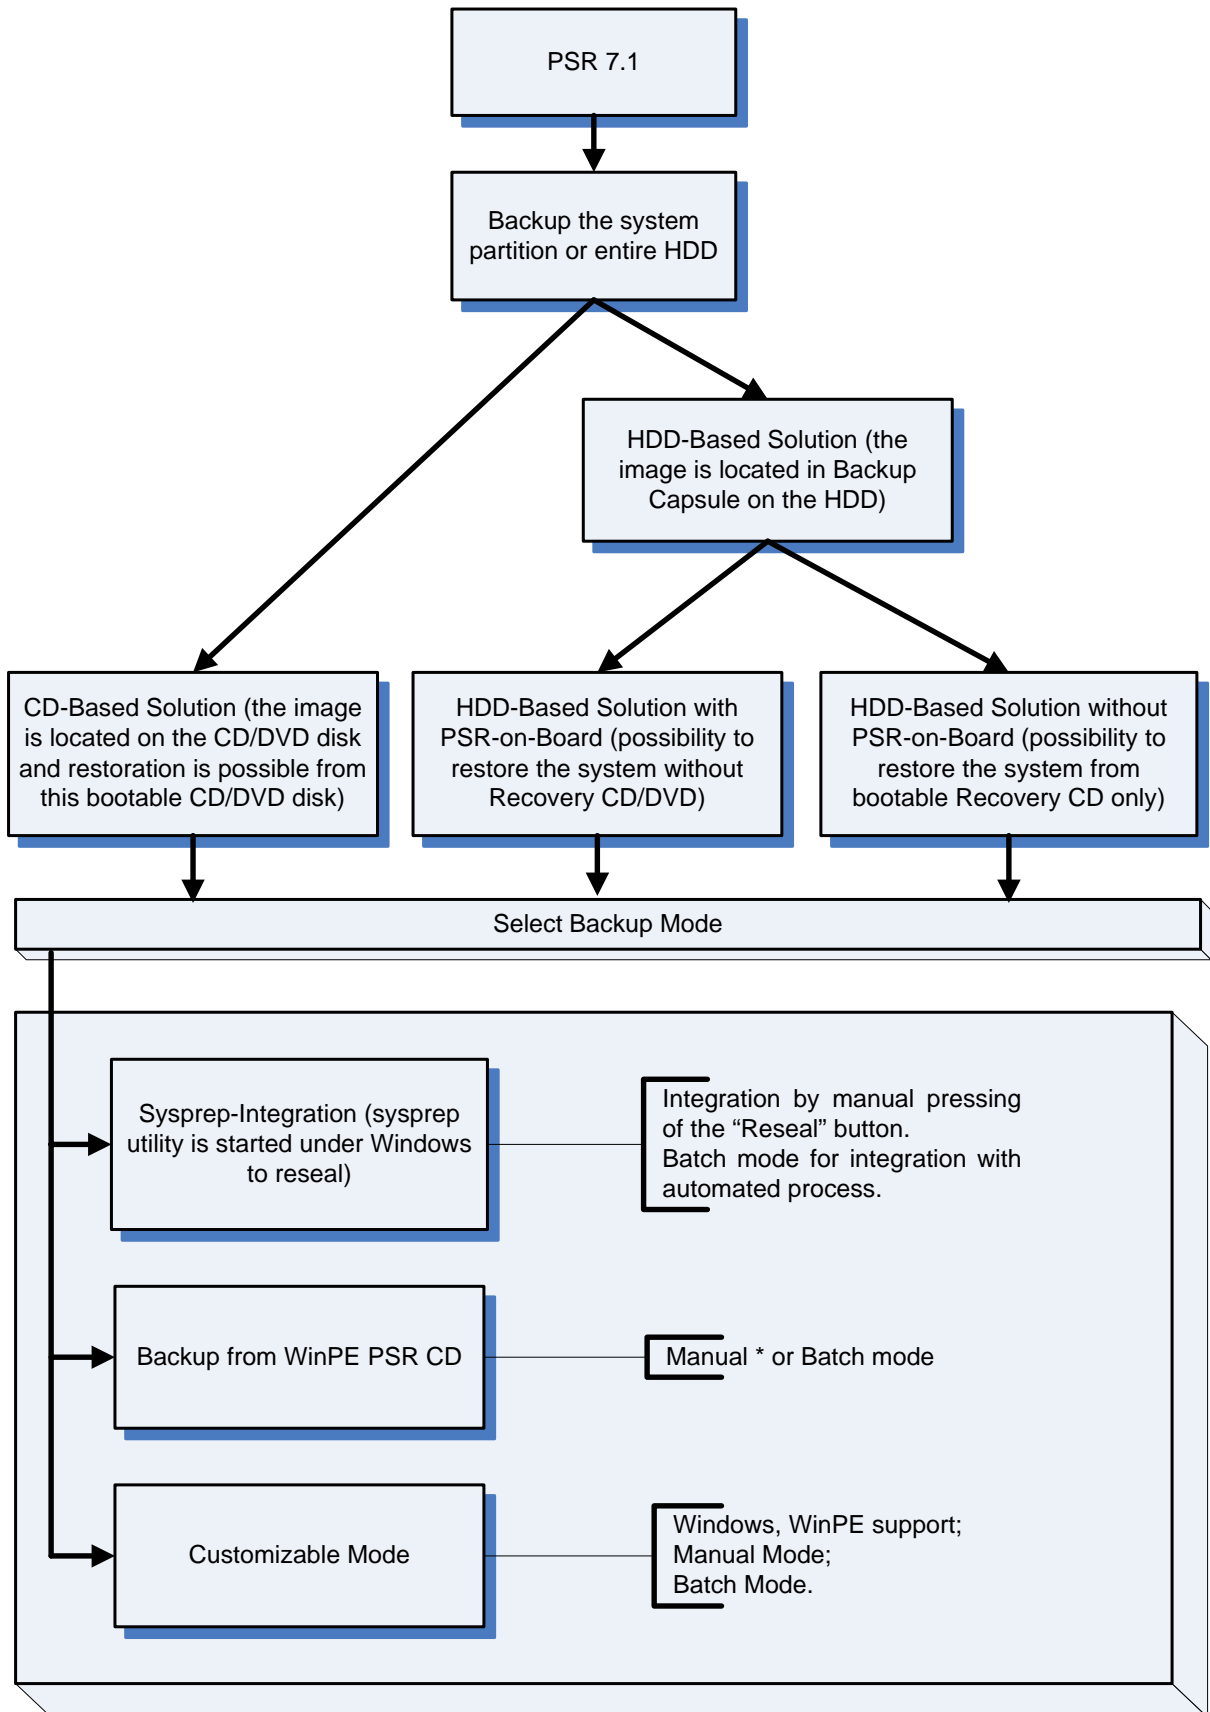 PSR 7.1
Backup the system
partition or entire HDD
HDD-Based Solution (the
image is located in Backup
Capsule on the HDD)
CD-Based Solution (the image
is located on the CD/DVD disk
and restoration is possible from
this bootable CD/DVD disk)
HDD-Based Solution with
PSR-on-Board (possibility to
restore the system without
Recovery CD/DVD)
HDD-Based Solution without
PSR-on-Board (possibility to
restore the system from
bootable Recovery CD only)
Select Backup Mode
Sysprep-Integration (sysprep
utility is started under Windows
to reseal)
Integration by manual pressing
of the “Reseal” button.
Batch mode for integration with
automated process.
Backup from WinPE PSR CD
Manual * or Batch mode
Customizable Mode
Windows, WinPE support;
Manual Mode;
Batch Mode.